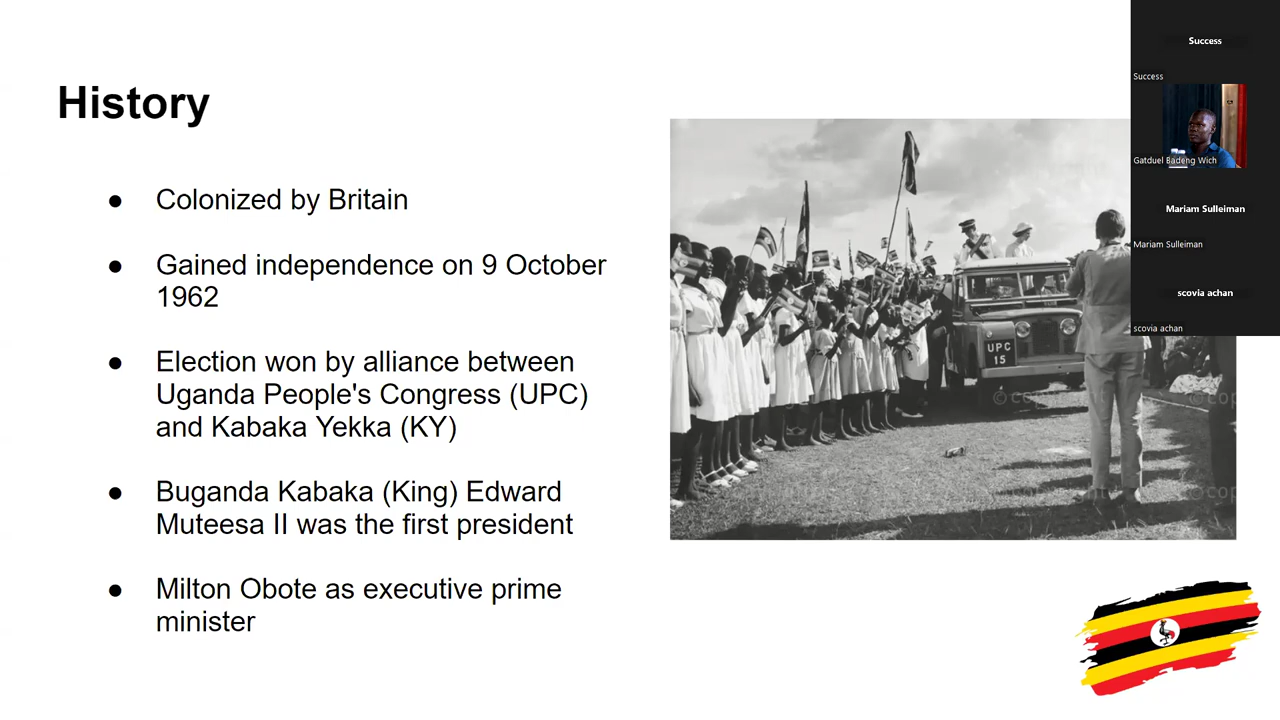 History
● Colonized by Britain
● Gained independence on 9 October
1962
● Election won by alliance between
Uganda People's Congress (UPC)
and Kabaka Yekka (KY)
● Buganda Kabaka (King) Edward
Muteesa II was the first president
● Milton Obote as executive prime
minister
UPC
15
Success
Success
Gatduel Badeng Wich
Mariam Sulleiman
Mariam Sulleiman
scovia achan
scovia achan